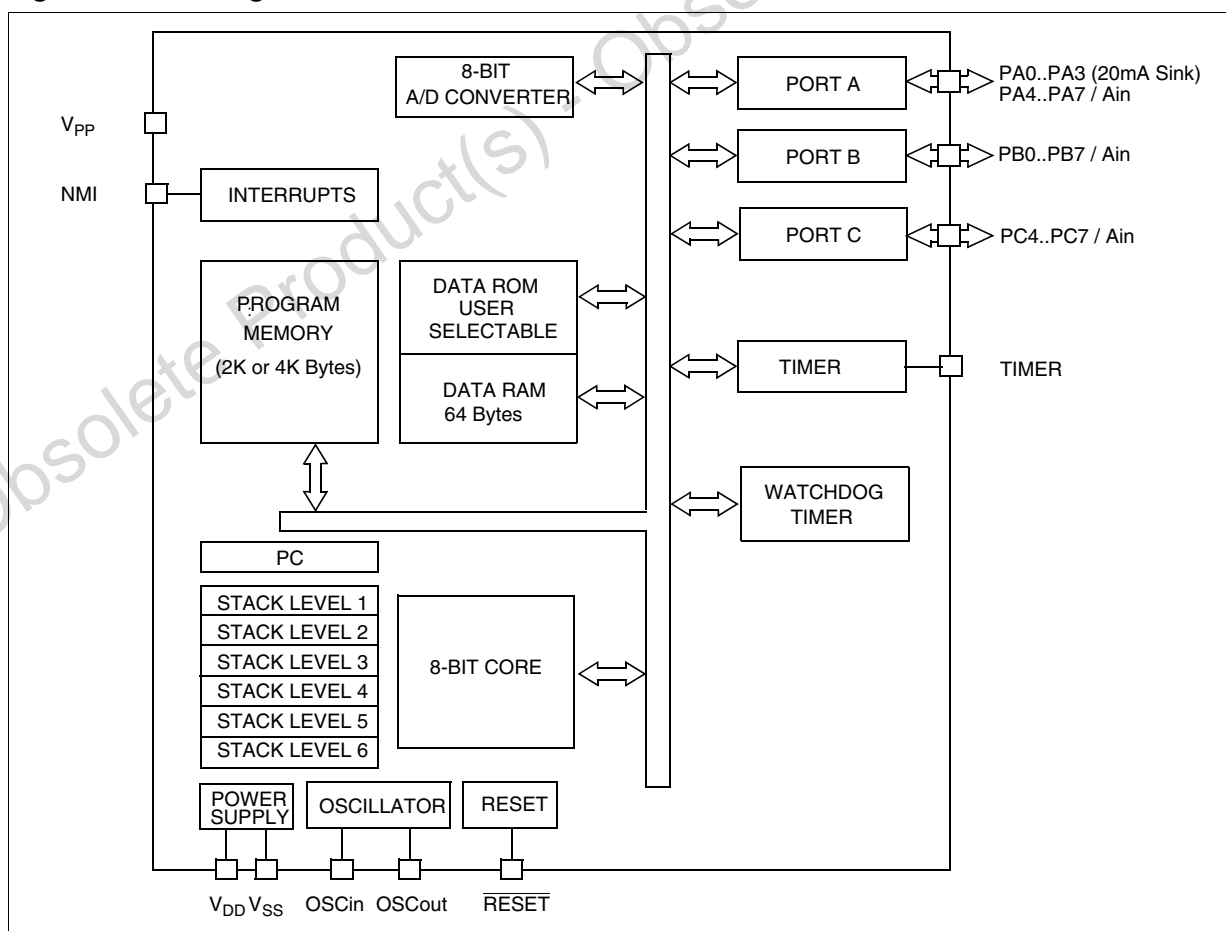 8-BIT
A/D CONVERTER
PORT A
PA0..PA3 (20mA Sink)
PA4..PA7 / Ain
VPP
PORT B
PB0..PB7 / Ain
NMI
INTERRUPTS
PORT C
PC4..PC7 / Ain
PROGRAM
MEMORY
(2K or 4K Bytes)
DATA ROM
USER
SELECTABLE
DATA RAM
64 Bytes
TIMER
TIMER
WATCHDOG
TIMER
PC
STACK LEVEL 1
STACK LEVEL 2
STACK LEVEL 3
STACK LEVEL 4
STACK LEVEL 5
STACK LEVEL 6
8-BIT CORE
POWER
SUPPLY
OSCILLATOR
RESET
VDD VSS OSCin OSCout RESET
Obsolete Product(s) - Obso